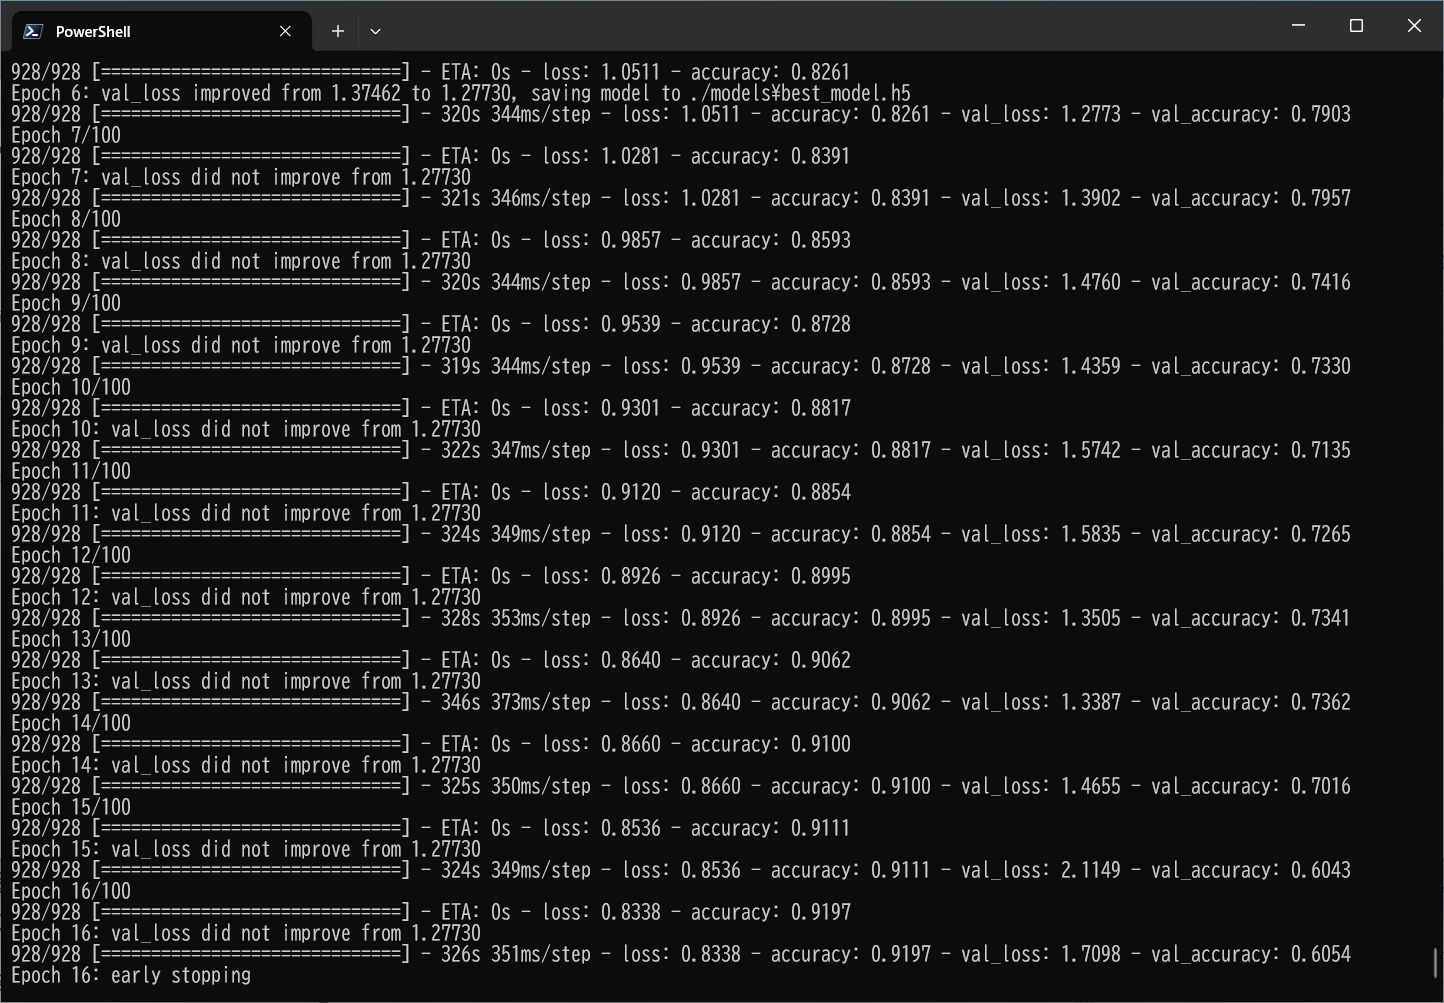 PowerShell
928/928 [==============================] - ETA: 0s - loss: 1.0511 - accuracy: 0.8261
Epoch 6: val_loss improved from 1.37462 to 1.27730, saving model to ./models¥best_model.h5
928/928 [==============================] - 320s 344ms/step - loss: 1.0511 - accuracy: 0.8261 - val_loss: 1.2773 - val_accuracy: 0.7903
Epoch 7/100
928/928 [==============================] - ETA: 0s - loss: 1.0281 - accuracy: 0.8391
Epoch 7: val_loss did not improve from 1.27730
928/928 [==============================] - 321s 346ms/step - loss: 1.0281 - accuracy: 0.8391 - val_loss: 1.3902 - val_accuracy: 0.7957
Epoch 8/100
928/928 [==============================] - ETA: 0s - loss: 0.9857 - accuracy: 0.8593
Epoch 8: val_loss did not improve from 1.27730
928/928 [==============================] - 320s 344ms/step - loss: 0.9857 - accuracy: 0.8593 - val_loss: 1.4760 - val_accuracy: 0.7416
Epoch 9/100
928/928 [==============================] - ETA: 0s - loss: 0.9539 - accuracy: 0.8728
Epoch 9: val_loss did not improve from 1.27730
928/928 [==============================] - 319s 344ms/step - loss: 0.9539 - accuracy: 0.8728 - val_loss: 1.4359 - val_accuracy: 0.7330
Epoch 10/100
928/928 [==============================] - ETA: 0s - loss: 0.9301 - accuracy: 0.8817
Epoch 10: val_loss did not improve from 1.27730
928/928 [==============================] - 322s 347ms/step - loss: 0.9301 - accuracy: 0.8817 - val_loss: 1.5742 - val_accuracy: 0.7135
Epoch 11/100
928/928 [==============================] - ETA: 0s - loss: 0.9120 - accuracy: 0.8854
Epoch 11: val_loss did not improve from 1.27730
928/928 [==============================] - 324s 349ms/step - loss: 0.9120 - accuracy: 0.8854 - val_loss: 1.5835 - val_accuracy: 0.7265
Epoch 12/100
928/928 [==============================] - ETA: 0s - loss: 0.8926 - accuracy: 0.8995
Epoch 12: val_loss did not improve from 1.27730
928/928 [==============================] - 328s 353ms/step - loss: 0.8926 - accuracy: 0.8995 - val_loss: 1.3505 - val_accuracy: 0.7341
Epoch 13/100
928/928 [==============================] - ETA: 0s - loss: 0.8640 - accuracy: 0.9062
Epoch 13: val_loss did not improve from 1.27730
928/928 [==============================] - 346s 373ms/step - loss: 0.8640 - accuracy: 0.9062 - val_loss: 1.3387 - val_accuracy: 0.7362
Epoch 14/100
928/928 [==============================] - ETA: 0s - loss: 0.8660 - accuracy: 0.9100
Epoch 14: val_loss did not improve from 1.27730
928/928 [==============================] - 325s 350ms/step - loss: 0.8660 - accuracy: 0.9100 - val_loss: 1.4655 - val_accuracy: 0.7016
Epoch 15/100
928/928 [==============================] - ETA: 0s - loss: 0.8536 - accuracy: 0.9111
Epoch 15: val_loss did not improve from 1.27730
928/928 [==============================] - 324s 349ms/step - loss: 0.8536 - accuracy: 0.9111 - val_loss: 2.1149 - val_accuracy: 0.6043
Epoch 16/100
928/928 [==============================] - ETA: 0s - loss: 0.8338 - accuracy: 0.9197
Epoch 16: val_loss did not improve from 1.27730
928/928 [==============================] - 326s 351ms/step - loss: 0.8338 - accuracy: 0.9197 - val_loss: 1.7098 - val_accuracy: 0.6054
Epoch 16: early stopping